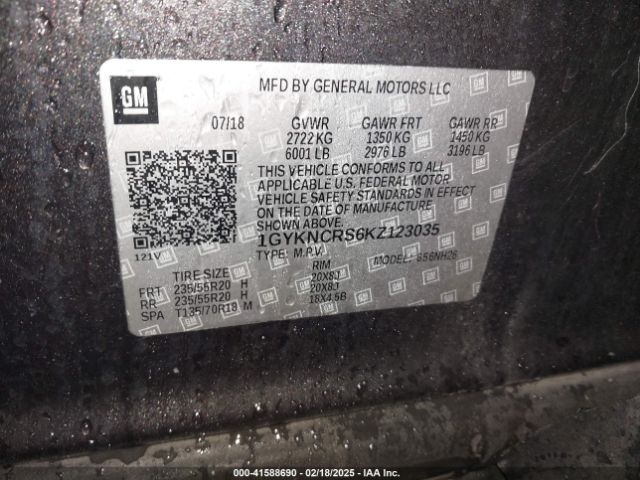 GM
MFD BY GENERAL MOTORS LLC
07/18 GVWR GAWR FRT GAWR RR
2722 KG 1350 KG 1450 KG
6001 LB 2976 LB 3196 LB
THIS VEHICLE CONFORMS TO ALL
APPLICABLE U.S. FEDERAL MOTOR
VEHICLE SAFETY STANDARDS IN EFFECT
ON THE DATE OF MANUFACTURE
SHOWN ABOVE.
1GYKNCRS6KZ123035
TYPE: M.P.V. MODEL: 6S6NH26
121V
TIRE SIZE RIM
FRT 235/55R20 H 20X8J
RR 235/55R20 H 20X8J
SPA T135/70R18 M 18X4.5B
000-41588690 — 02/18/2025 — IAA Inc.